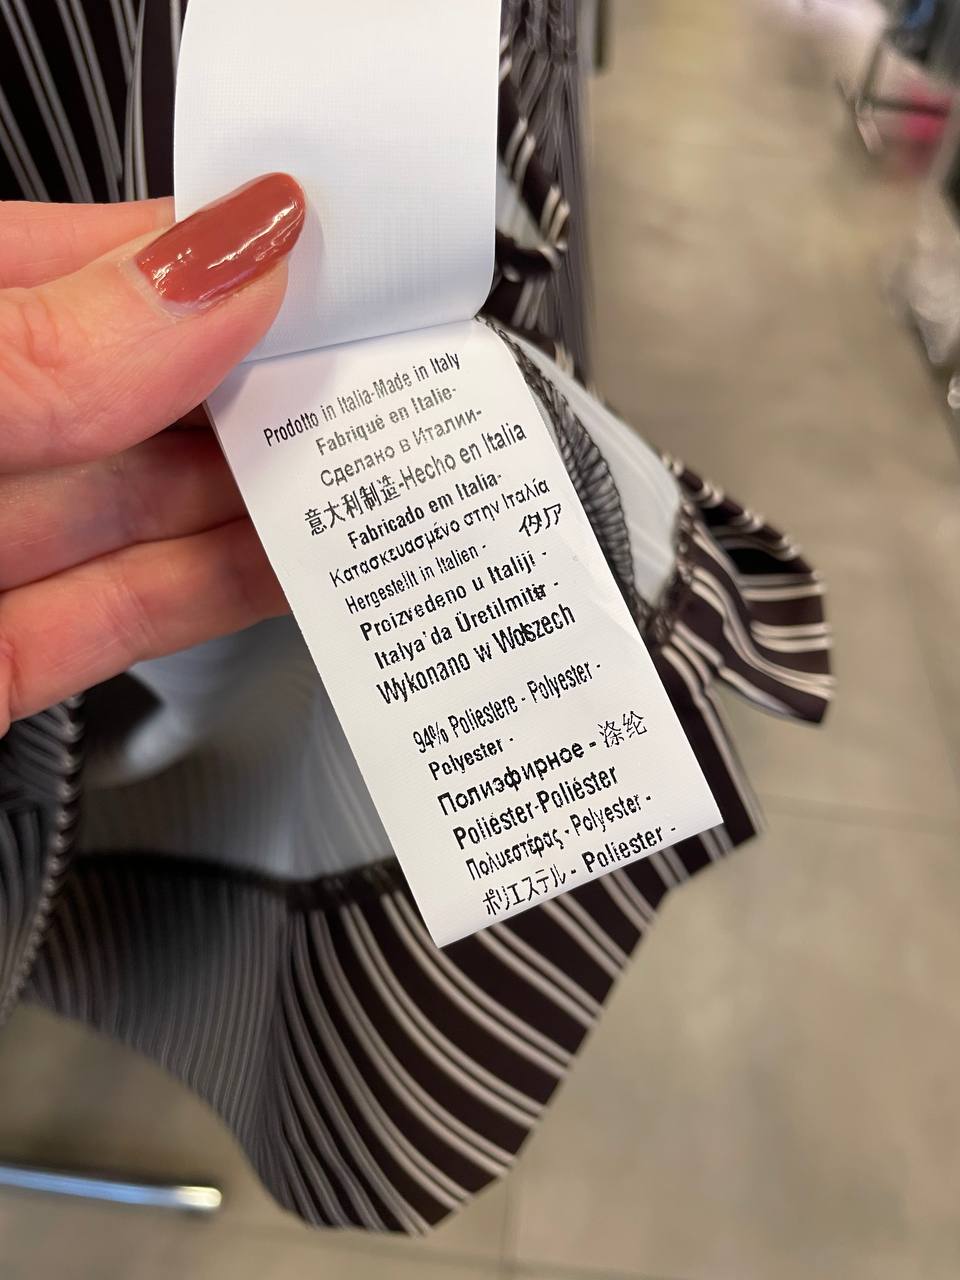 Prodotto in Italia-Made in Italy
Fabriqué en Italie-
Сделано в Италии-
意大利制造-Hecho en Italia
Fabricado em Italia-
Κατασκευασμένο στην Ιταλία
Hergestellt in Italien - イタリア
Proizvedeno u Italiji -
Italya'da Üretilmitir -
Wykonano w Wołszech
94% Poliestere - Polyester -
Polyester -
Полиэфирное - 涤纶
Poliéster-Poliéster
Πολυεστέρας - Polyester -
ポリエステル - Poliester -